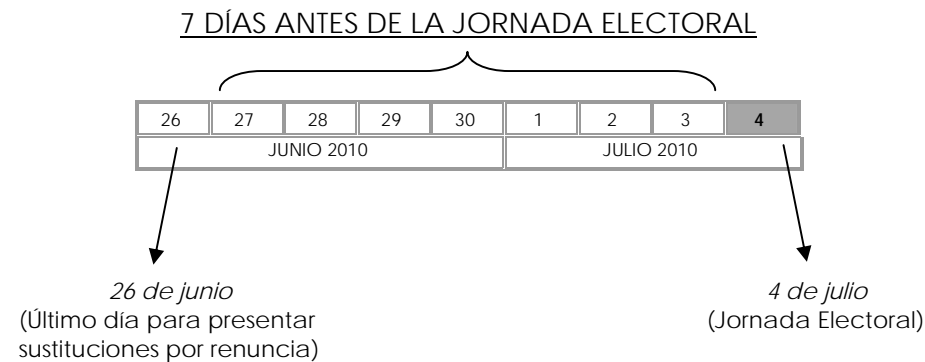 7 DÍAS ANTES DE LA JORNADA ELECTORAL
26 27 28 29 30 1 2 3 4
JUNIO 2010 JULIO 2010
26 de junio
(Último día para presentar
sustituciones por renuncia)
4 de julio
(Jornada Electoral)